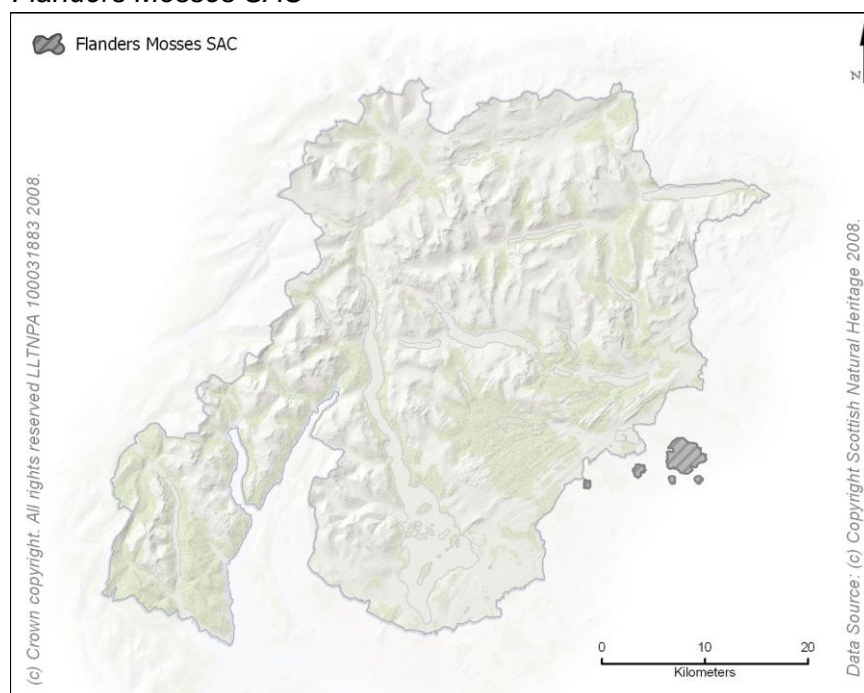 Flanders Mosses SAC
Flanders Mosses SAC
(c) Crown copyright. All rights reserved LLTNPA 100031883 2008.
Data Source: (c) Copyright Scottish Natural Heritage 2008.
0 10 20
Kilometers